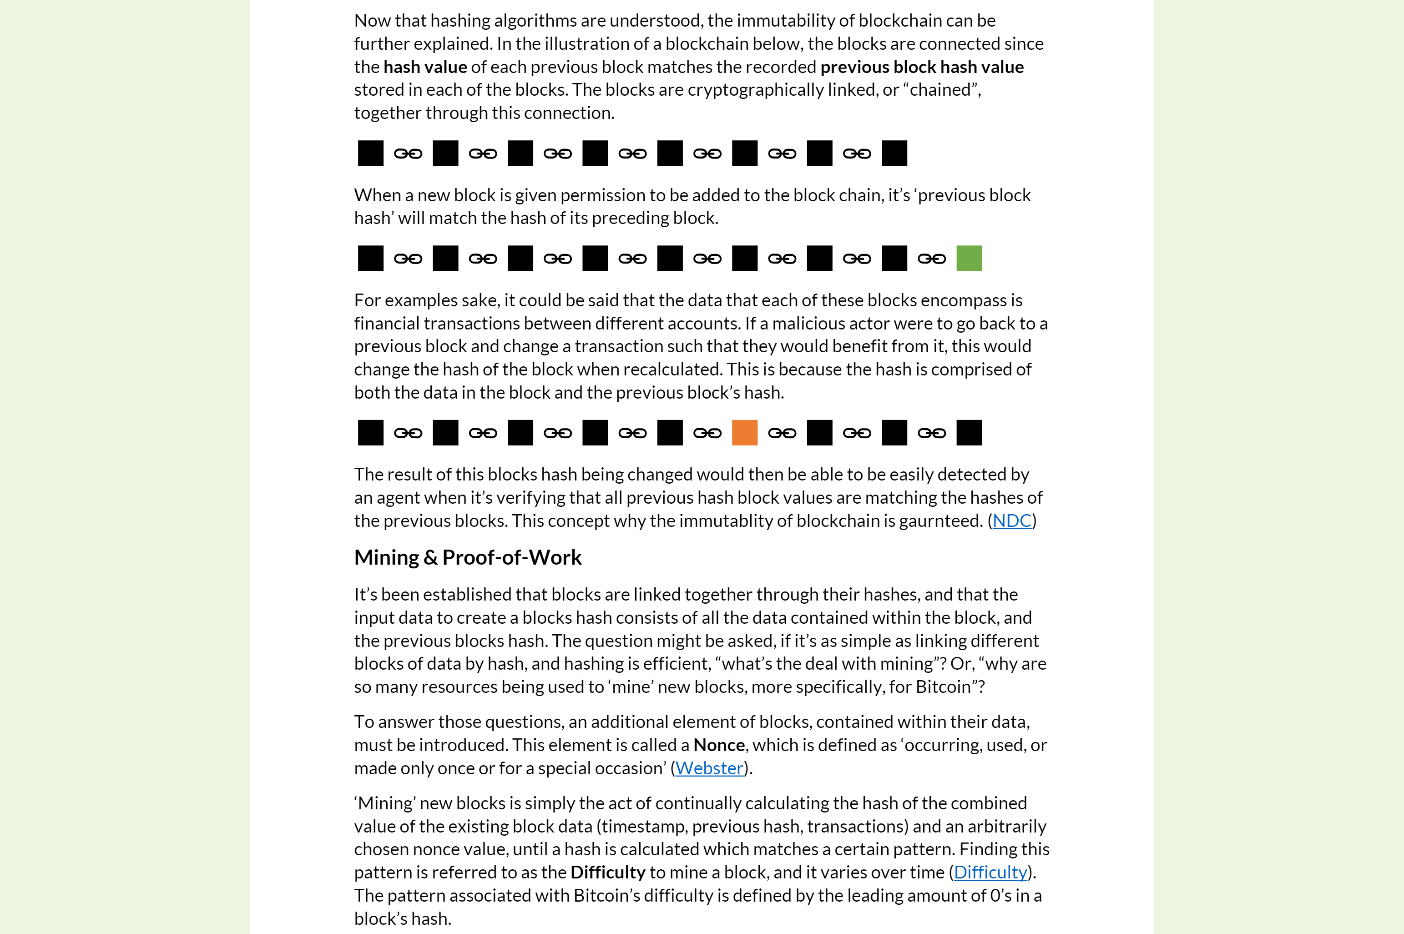 Now that hashing algorithms are understood, the immutability of blockchain can be
further explained. In the illustration of a blockchain below, the blocks are connected since
the hash value of each previous block matches the recorded previous block hash value
stored in each of the blocks. The blocks are cryptographically linked, or “chained”,
together through this connection.
When a new block is given permission to be added to the block chain, it’s ‘previous block
hash’ will match the hash of its preceding block.
For examples sake, it could be said that the data that each of these blocks encompass is
financial transactions between different accounts. If a malicious actor were to go back to a
previous block and change a transaction such that they would benefit from it, this would
change the hash of the block when recalculated. This is because the hash is comprised of
both the data in the block and the previous block’s hash.
The result of this blocks hash being changed would then be able to be easily detected by
an agent when it’s verifying that all previous hash block values are matching the hashes of
the previous blocks. This concept why the immutablity of blockchain is gaurnteed. (NDC)
Mining & Proof-of-Work
It’s been established that blocks are linked together through their hashes, and that the
input data to create a blocks hash consists of all the data contained within the block, and
the previous blocks hash. The question might be asked, if it’s as simple as linking different
blocks of data by hash, and hashing is efficient, “what’s the deal with mining”? Or, “why are
so many resources being used to ‘mine’ new blocks, more specifically, for Bitcoin”?
To answer those questions, an additional element of blocks, contained within their data,
must be introduced. This element is called a Nonce, which is defined as ‘occurring, used, or
made only once or for a special occasion’ (Webster).
‘Mining’ new blocks is simply the act of continually calculating the hash of the combined
value of the existing block data (timestamp, previous hash, transactions) and an arbitrarily
chosen nonce value, until a hash is calculated which matches a certain pattern. Finding this
pattern is referred to as the Difficulty to mine a block, and it varies over time (Difficulty).
The pattern associated with Bitcoin’s difficulty is defined by the leading amount of 0’s in a
block’s hash.